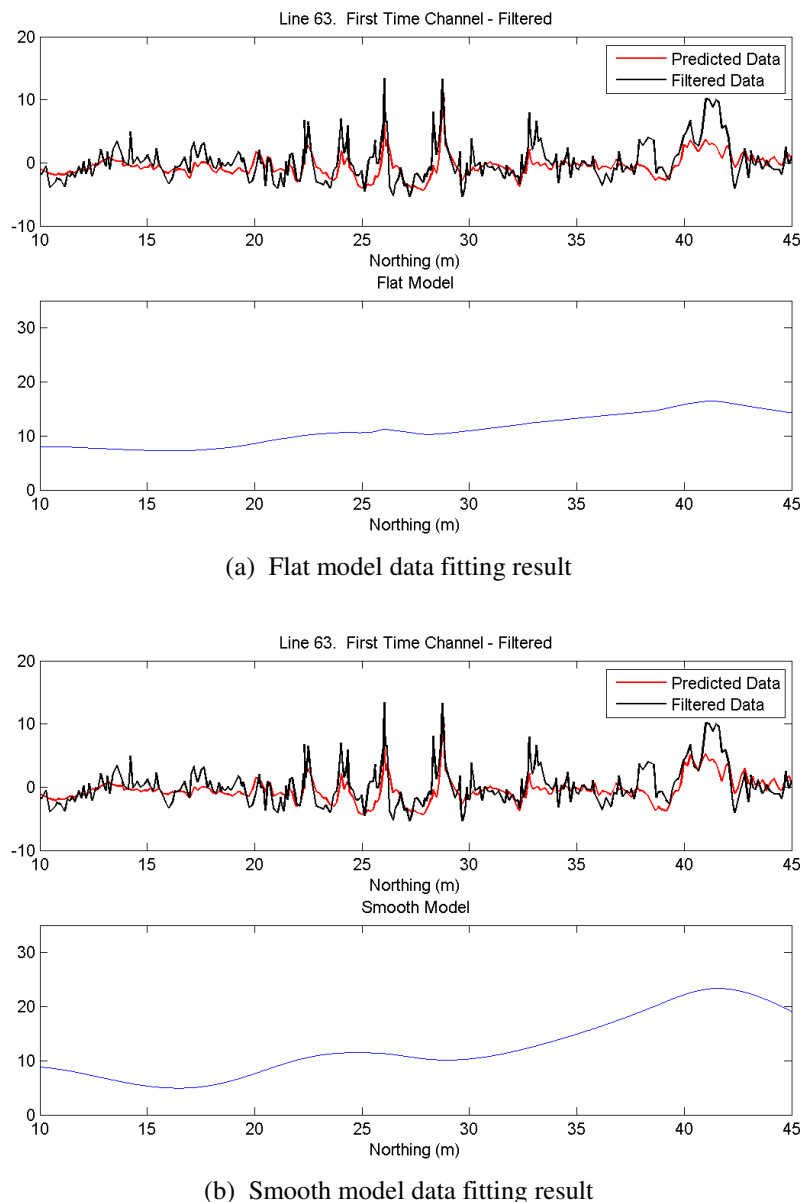 Line 63.  First Time Channel - Filtered
20
10
0
-10
Predicted Data
Filtered Data
10 15 20 25 30 35 40 45
Northing (m)
Flat Model
30
20
10
0
10 15 20 25 30 35 40 45
Northing (m)
(a) Flat model data fitting result
Line 63.  First Time Channel - Filtered
20
10
0
-10
Predicted Data
Filtered Data
10 15 20 25 30 35 40 45
Northing (m)
Smooth Model
30
20
10
0
10 15 20 25 30 35 40 45
Northing (m)
(b) Smooth model data fitting result